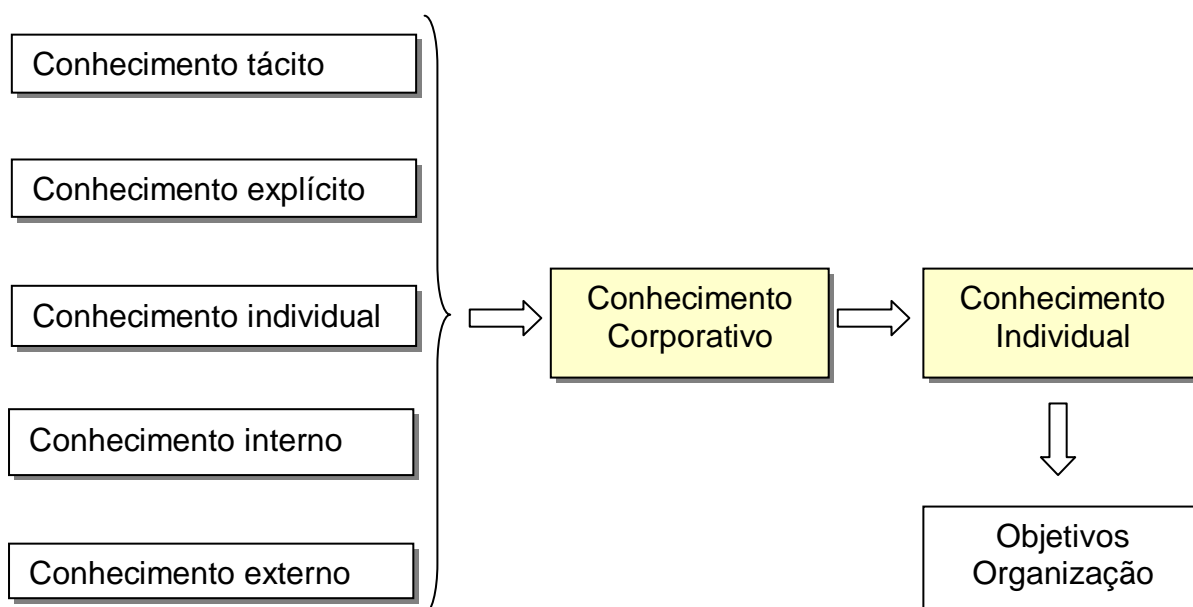 Conhecimento tácito
Conhecimento explícito
Conhecimento individual
Conhecimento interno
Conhecimento externo
Conhecimento
Corporativo
Conhecimento
Individual
Objetivos
Organização